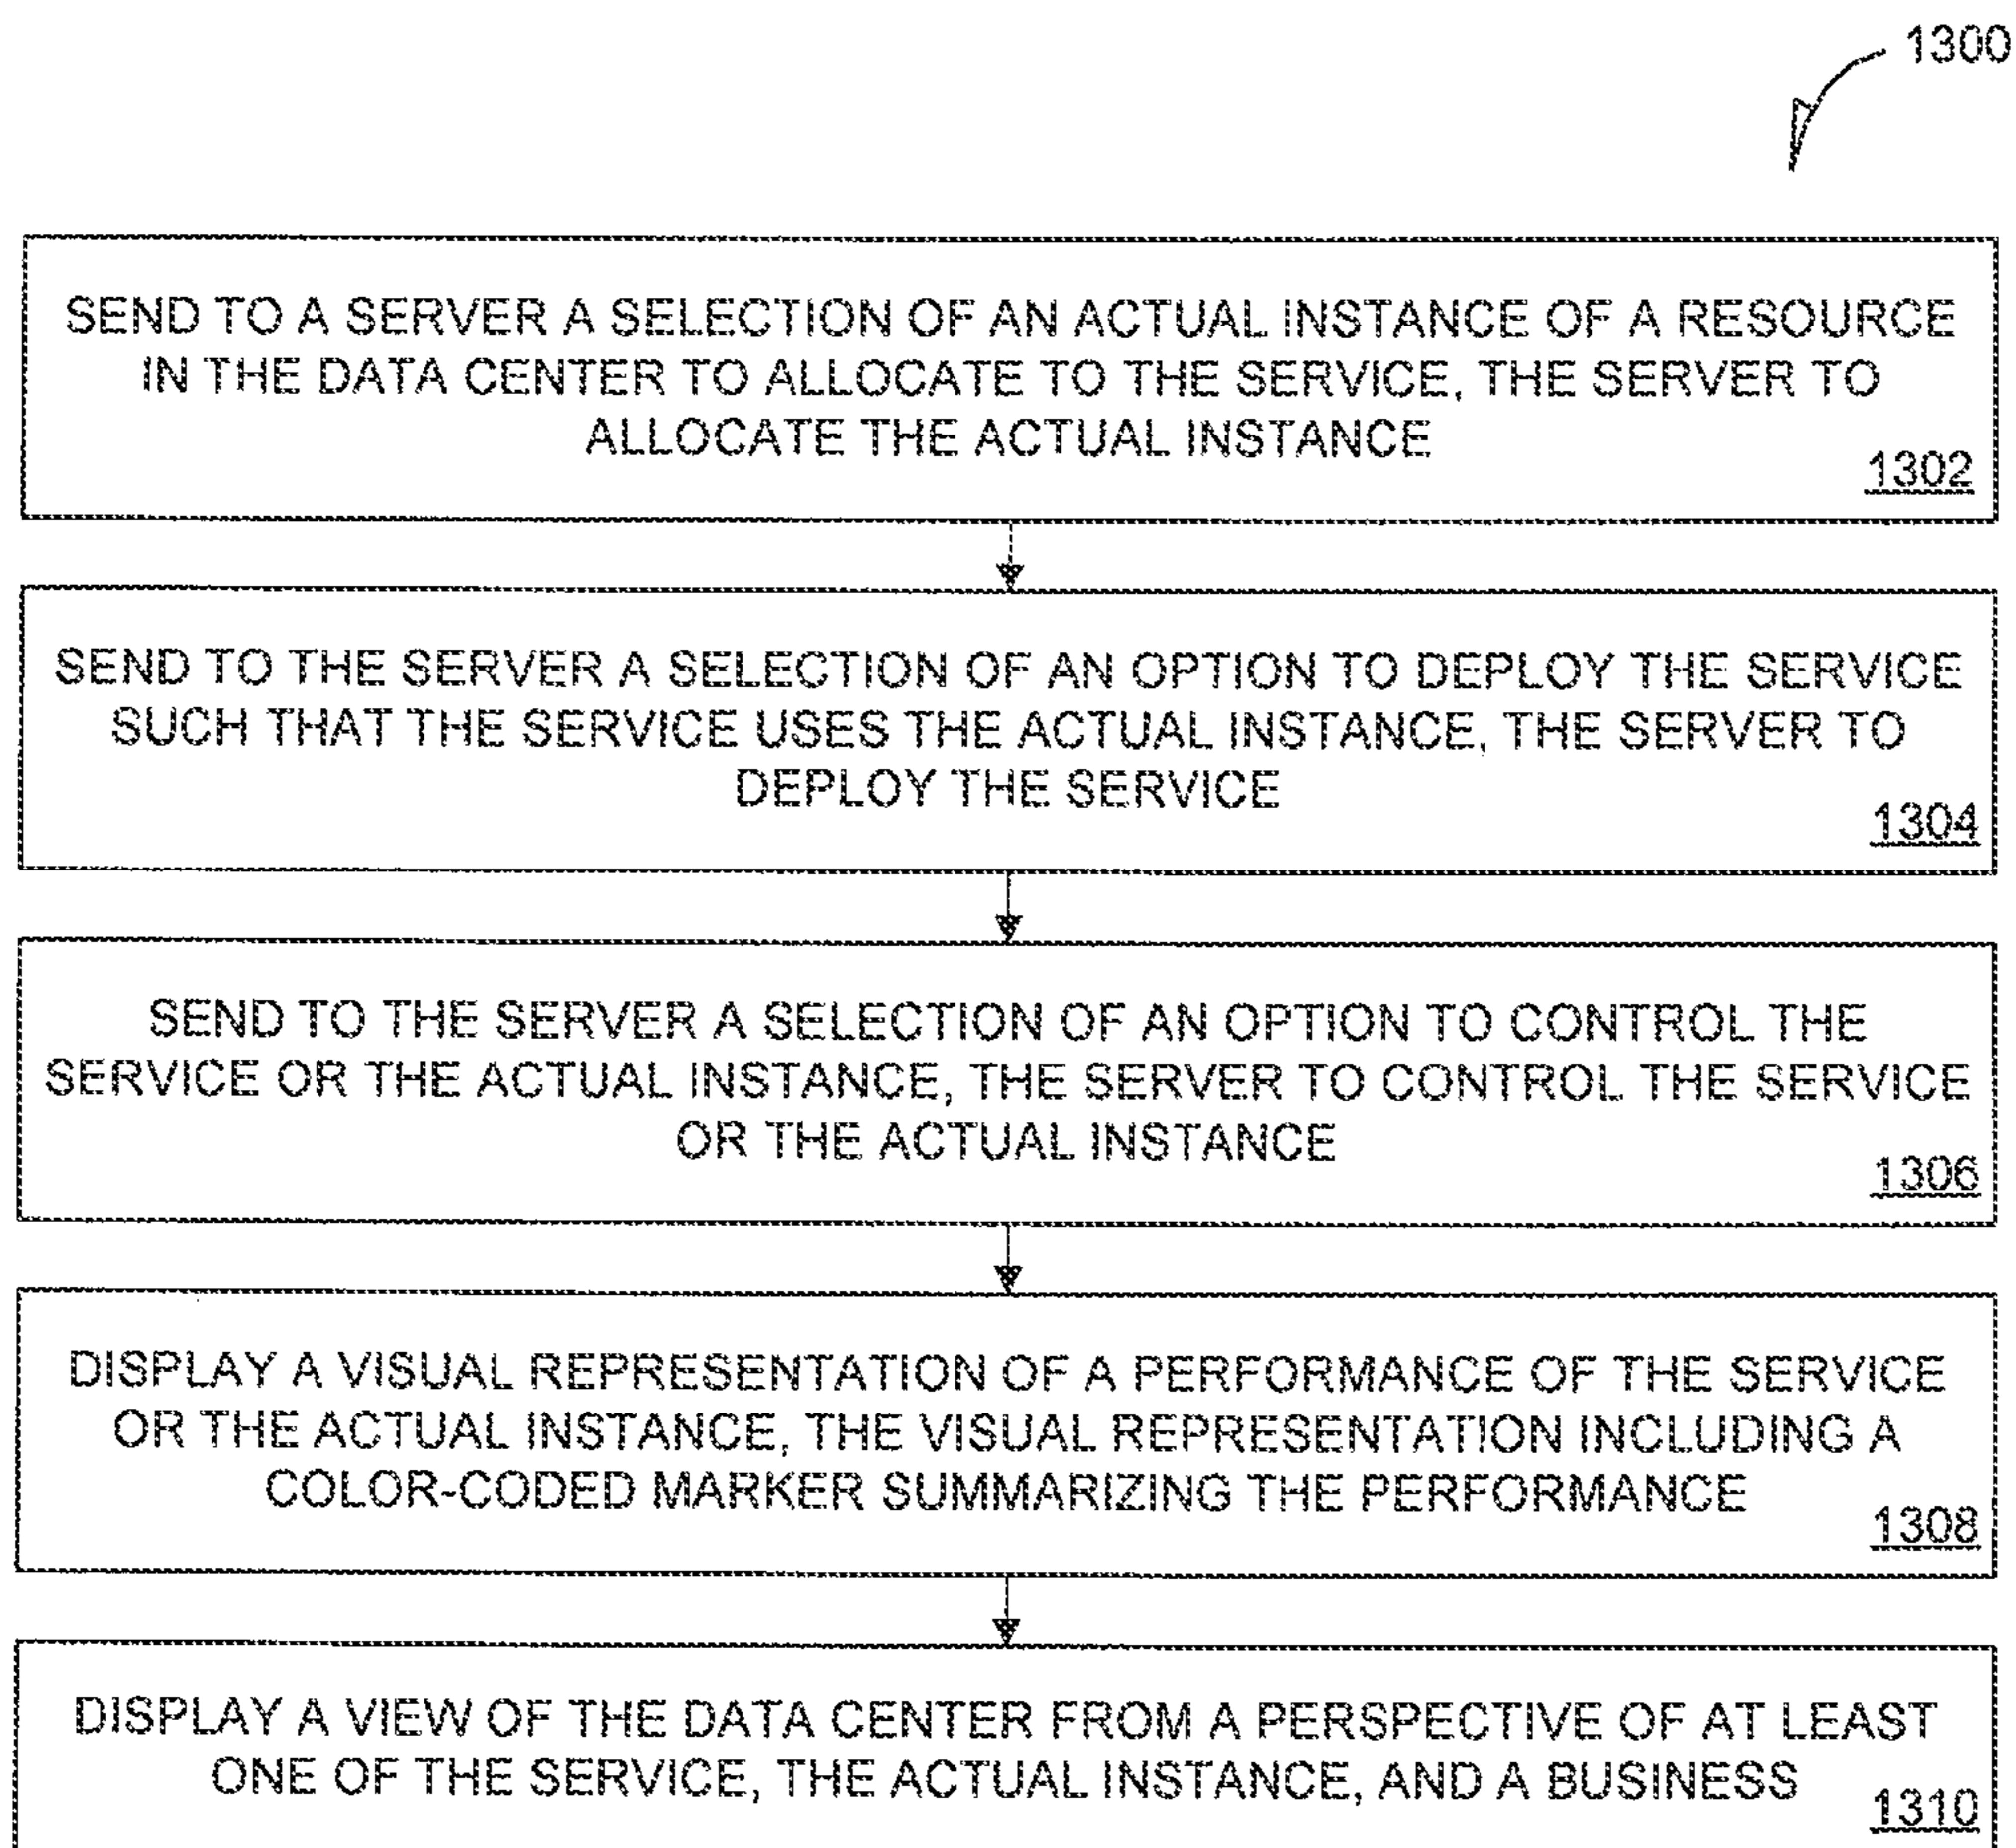 1300
SEND TO A SERVER A SELECTION OF AN ACTUAL INSTANCE OF A RESOURCE
IN THE DATA CENTER TO ALLOCATE TO THE SERVICE, THE SERVER TO
ALLOCATE THE ACTUAL INSTANCE
1302
SEND TO THE SERVER A SELECTION OF AN OPTION TO DEPLOY THE SERVICE
SUCH THAT THE SERVICE USES THE ACTUAL INSTANCE, THE SERVER TO
DEPLOY THE SERVICE
1304
SEND TO THE SERVER A SELECTION OF AN OPTION TO CONTROL THE
SERVICE OR THE ACTUAL INSTANCE, THE SERVER TO CONTROL THE SERVICE
OR THE ACTUAL INSTANCE
1306
DISPLAY A VISUAL REPRESENTATION OF A PERFORMANCE OF THE SERVICE
OR THE ACTUAL INSTANCE, THE VISUAL REPRESENTATION INCLUDING A
COLOR-CODED MARKER SUMMARIZING THE PERFORMANCE
1308
DISPLAY A VIEW OF THE DATA CENTER FROM A PERSPECTIVE OF AT LEAST
ONE OF THE SERVICE, THE ACTUAL INSTANCE, AND A BUSINESS
1310